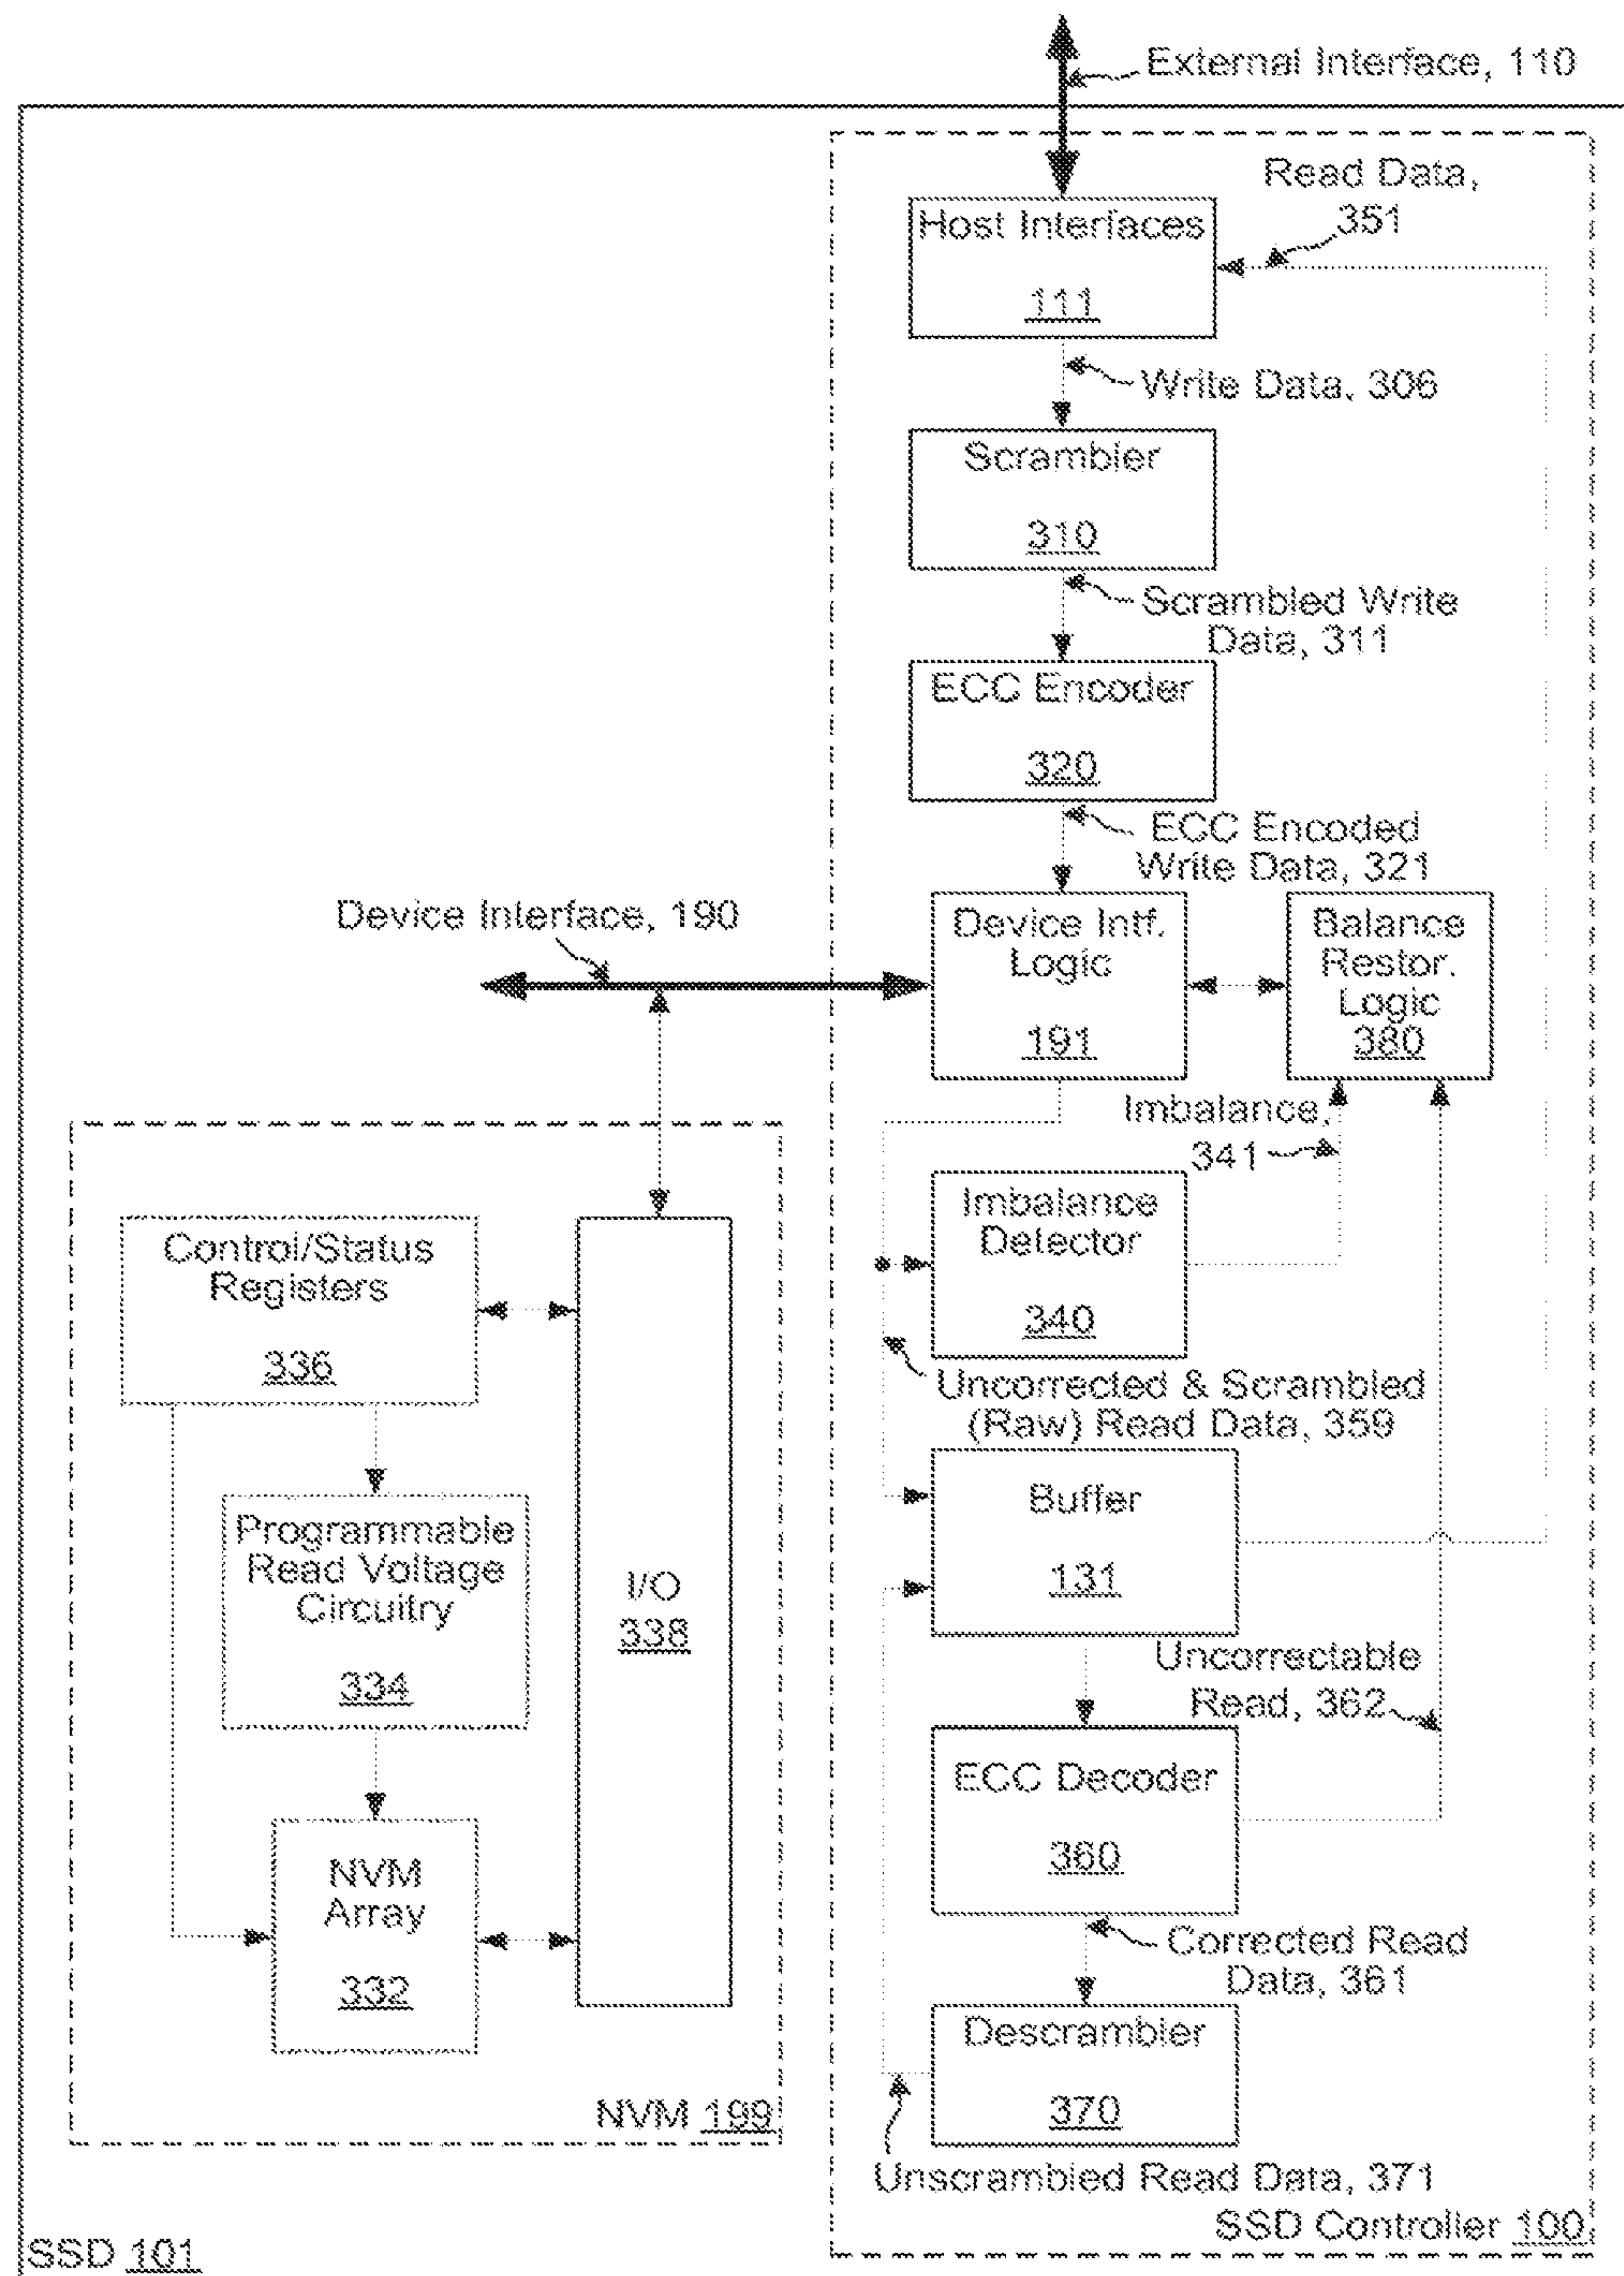 External Interface, 110
Read Data,
351
Host Interfaces
111
Write Data, 306
Scrambler
310
Scrambled Write
Data, 311
ECC Encoder
320
ECC Encoded
Write Data, 321
Device Interface, 190
Device Intf.
Logic
191
Balance
Restor.
Logic
380
Imbalance,
341
Imbalance
Detector
340
Control/Status
Registers
336
Uncorrected & Scrambled
(Raw) Read Data, 359
Programmable
Read Voltage
Circuitry
334
I/O
338
Buffer
131
Uncorrectable
Read, 362
ECC Decoder
360
NVM
Array
332
Corrected Read
Data, 361
Descrambler
370
NVM 199
Unscrambled Read Data, 371
SSD Controller 100
SSD 101